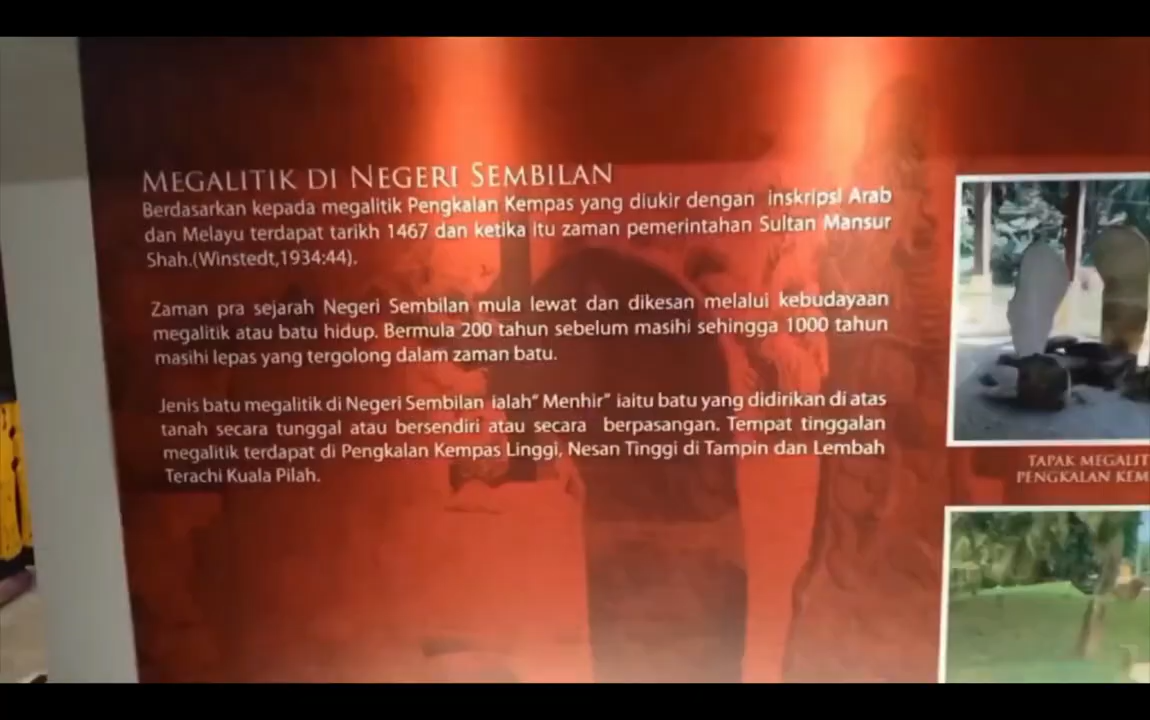 MEGALITIK DI NEGERI SEMBILAN
Berdasarkan kepada megalitik Pengkalan Kempas yang diukir dengan inskripsi Arab
dan Melayu terdapat tarikh 1467 dan ketika itu zaman pemerintahan Sultan Mansur
Shah.(Winstedt,1934:44).
Zaman pra sejarah Negeri Sembilan mula lewat dan dikesan melalui kebudayaan
megalitik atau batu hidup. Bermula 200 tahun sebelum masihi sehingga 1000 tahun
masihi lepas yang tergolong dalam zaman batu.
Jenis batu megalitik di Negeri Sembilan ialah“ Menhir” iaitu batu yang didirikan di atas
tanah secara tunggal atau bersendiri atau secara berpasangan. Tempat tinggalan
megalitik terdapat di Pengkalan Kempas Linggi, Nesan Tinggi di Tampin dan Lembah
Terachi Kuala Pilah.
TAPAK MEGALIT
PENGKALAN KEM